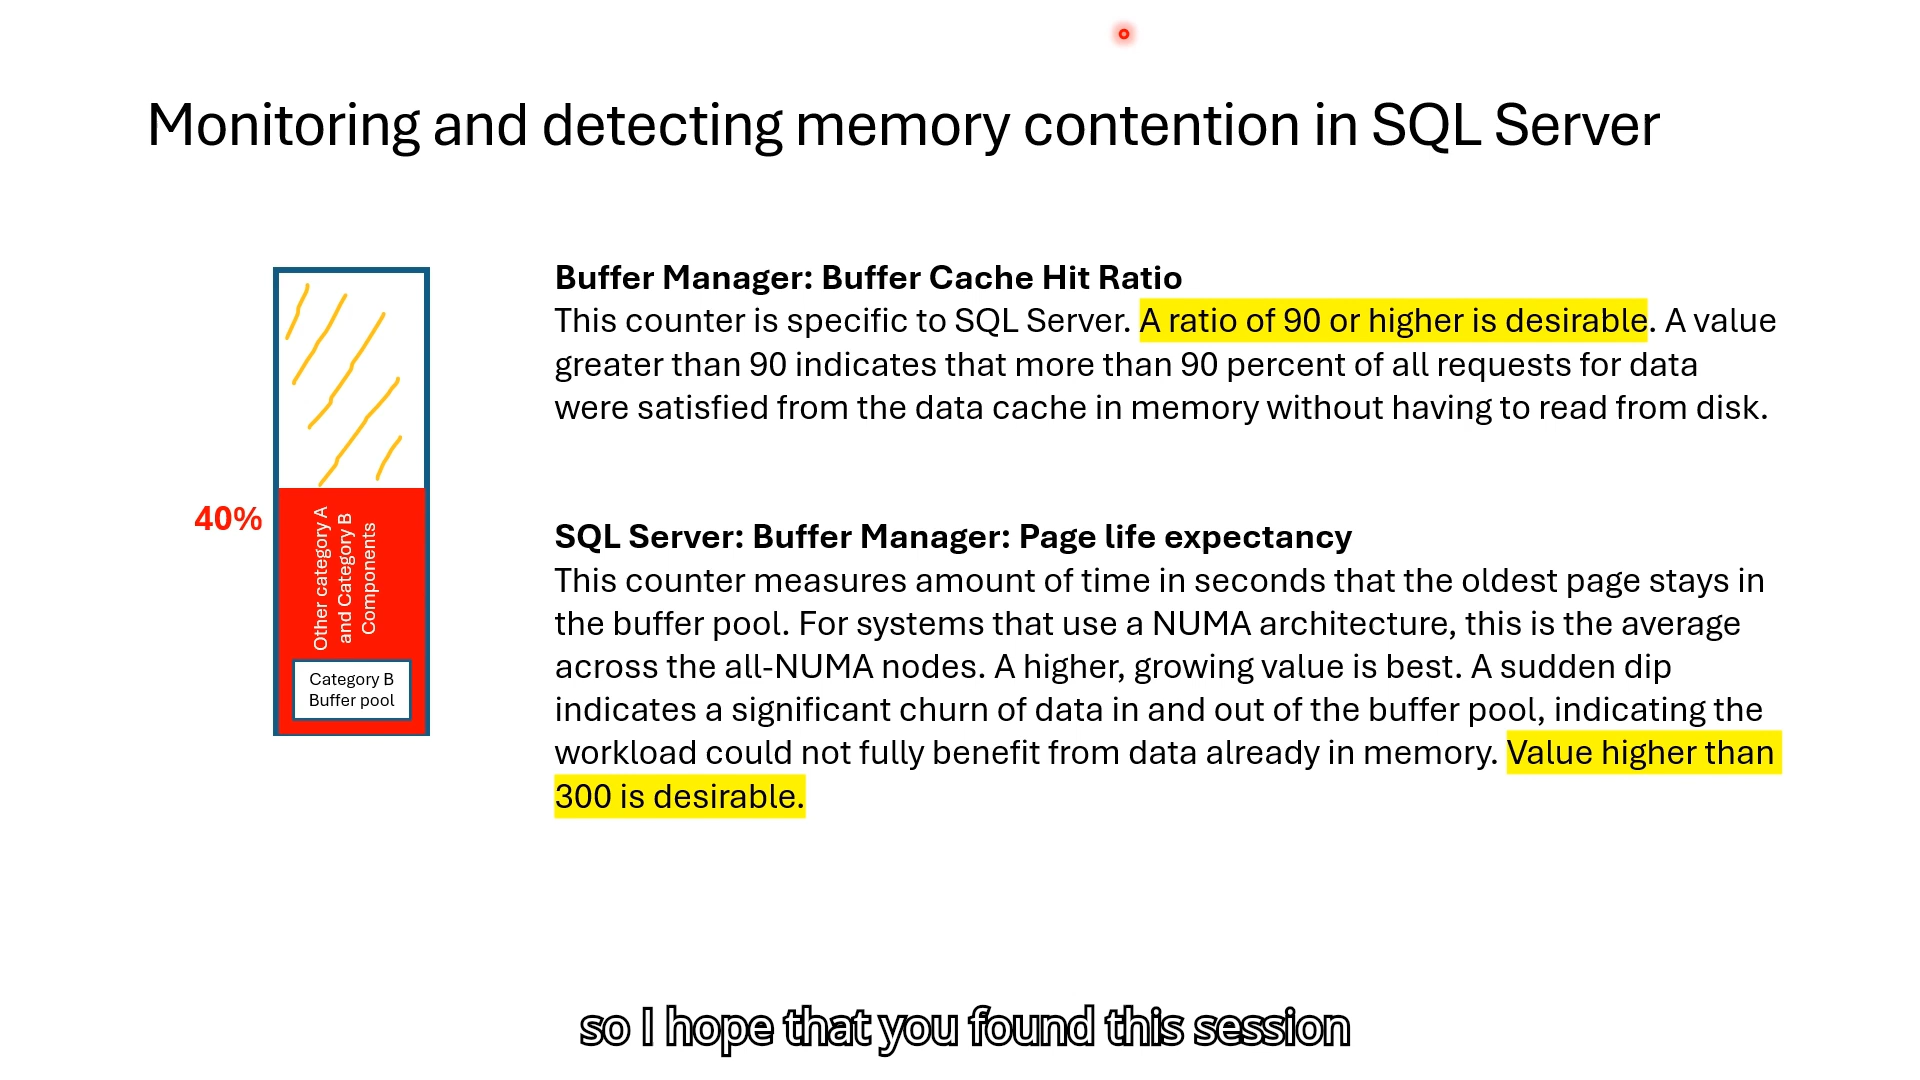 Monitoring and detecting memory contention in SQL Server
Buffer Manager: Buffer Cache Hit Ratio
This counter is specific to SQL Server. A ratio of 90 or higher is desirable. A value
greater than 90 indicates that more than 90 percent of all requests for data
were satisfied from the data cache in memory without having to read from disk.
40%
Other category A
and Category B
Components
Category B
Buffer pool
SQL Server: Buffer Manager: Page life expectancy
This counter measures amount of time in seconds that the oldest page stays in
the buffer pool. For systems that use a NUMA architecture, this is the average
across the all-NUMA nodes. A higher, growing value is best. A sudden dip
indicates a significant churn of data in and out of the buffer pool, indicating the
workload could not fully benefit from data already in memory. Value higher than
300 is desirable.
so I hope that you found this session